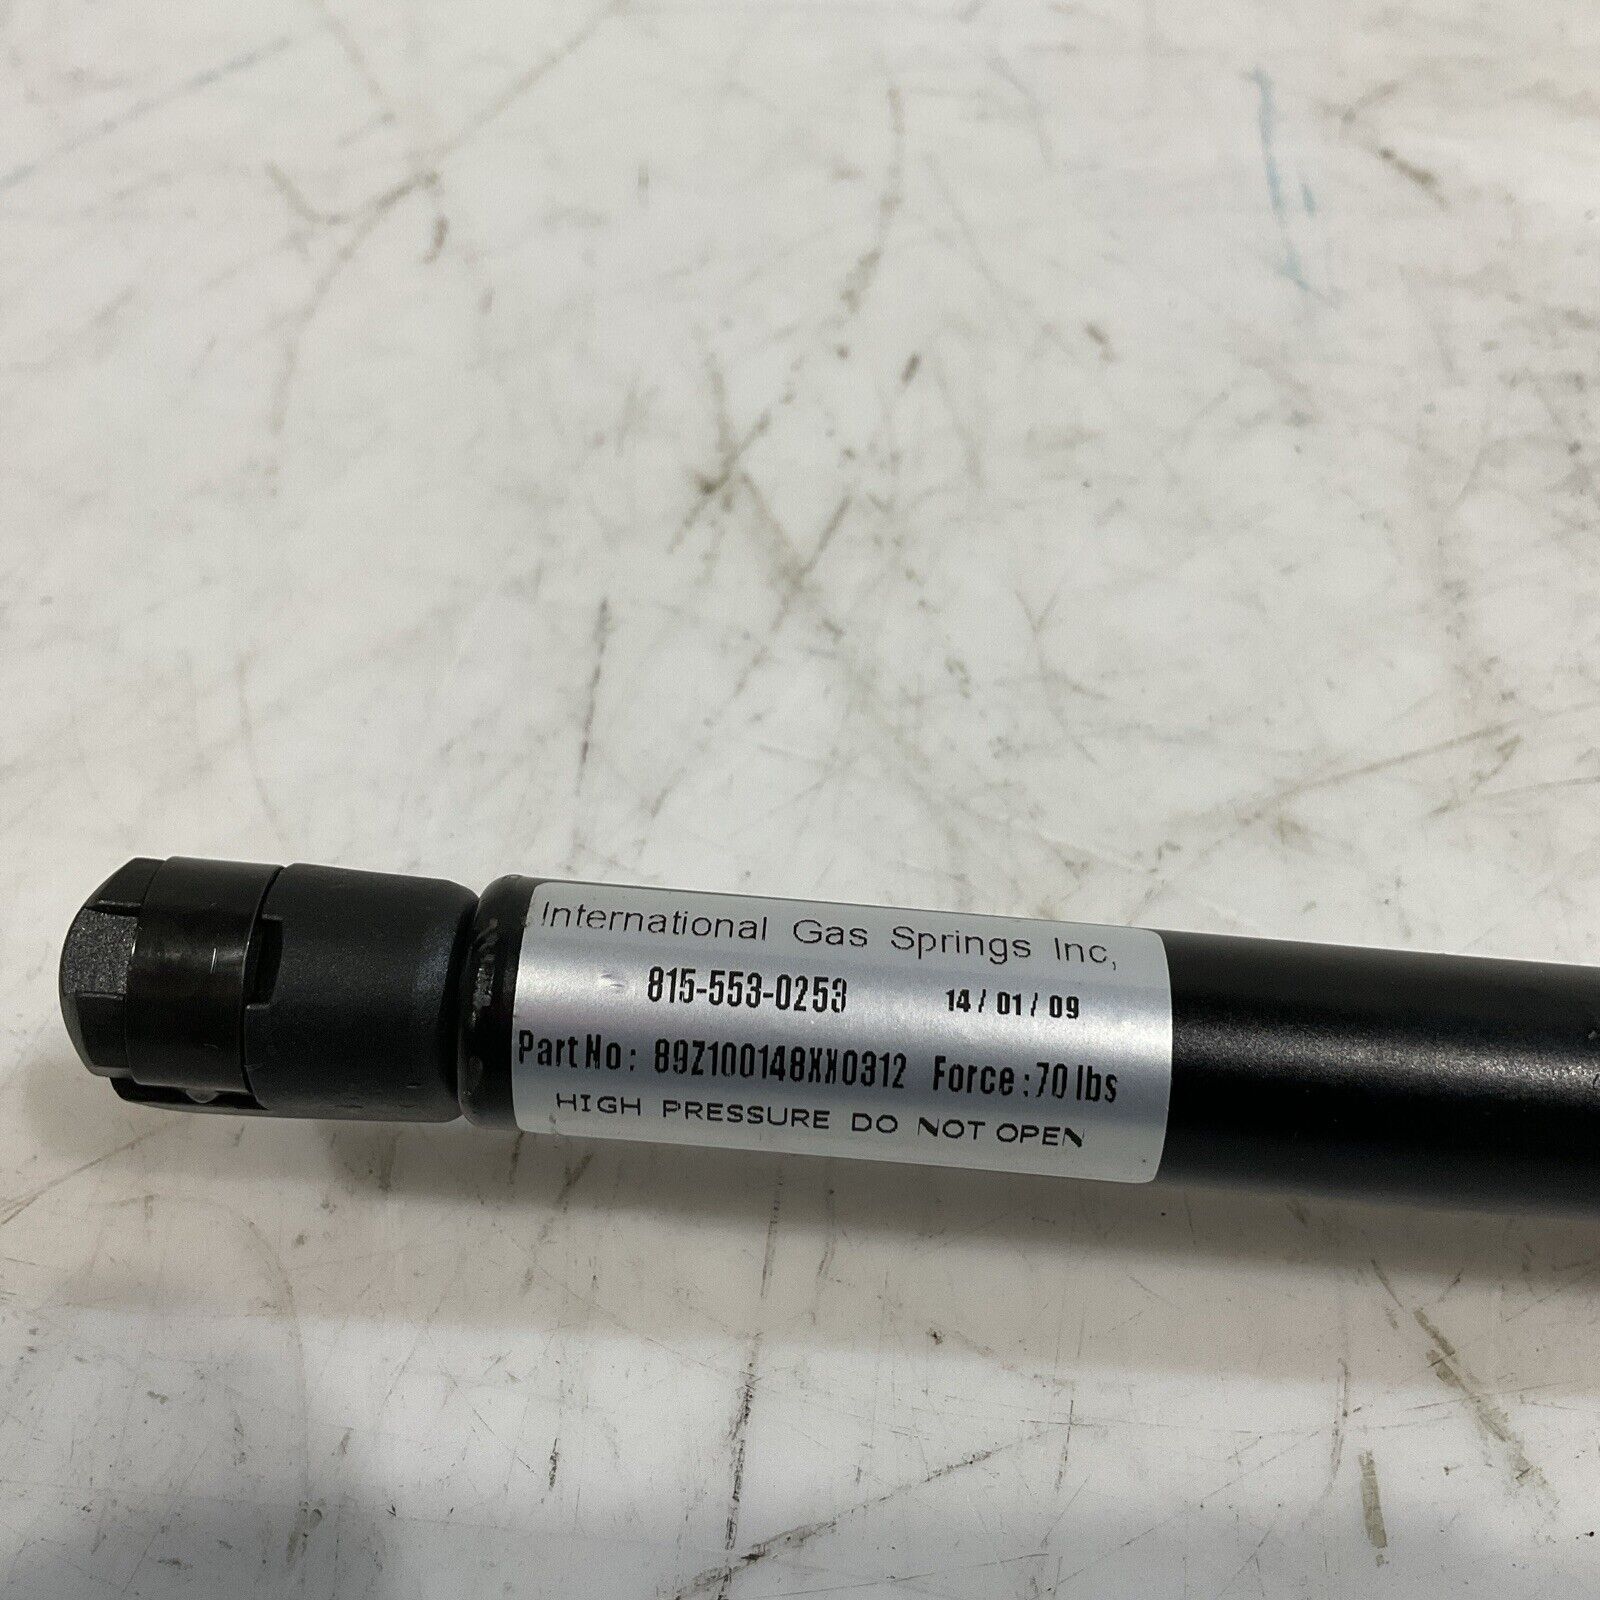 International Gas Springs Inc,
815-553-0253 14/01/09
Part No: 89Z100148XX0312 Force:70 lbs
HIGH PRESSURE DO NOT OPEN